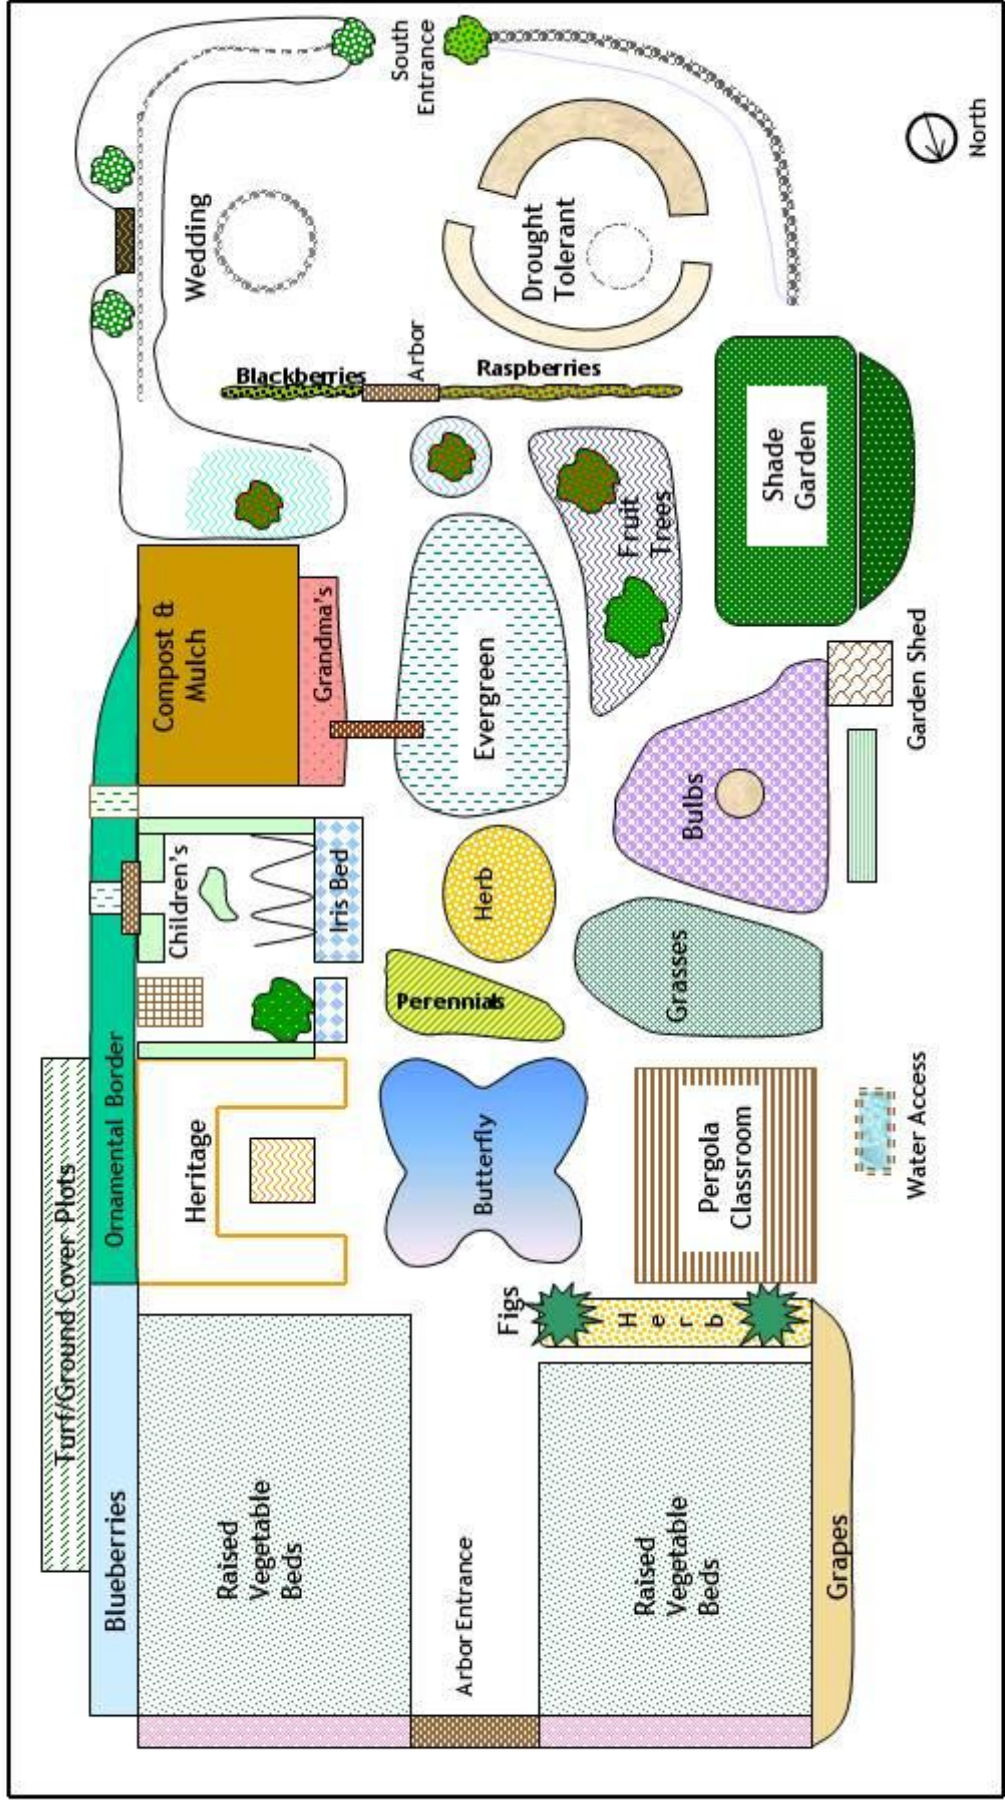 Turf/Ground Cover Plots
Blueberries
Ornamental Border
Raised
Vegetable
Beds
Heritage
Children's
Iris Bed
Compost &
Mulch
Grandma's
Wedding
Blackberries
Arbor
Raspberries
South
Entrance
Arbor Entrance
Figs
Butterfly
Perennials
Herb
Evergreen
Fruit
Trees
Drought
Tolerant
Raised
Vegetable
Beds
H
e
r
b
Pergola
Classroom
Grasses
Bulbs
Shade
Garden
Grapes
Water Access
Garden Shed
North